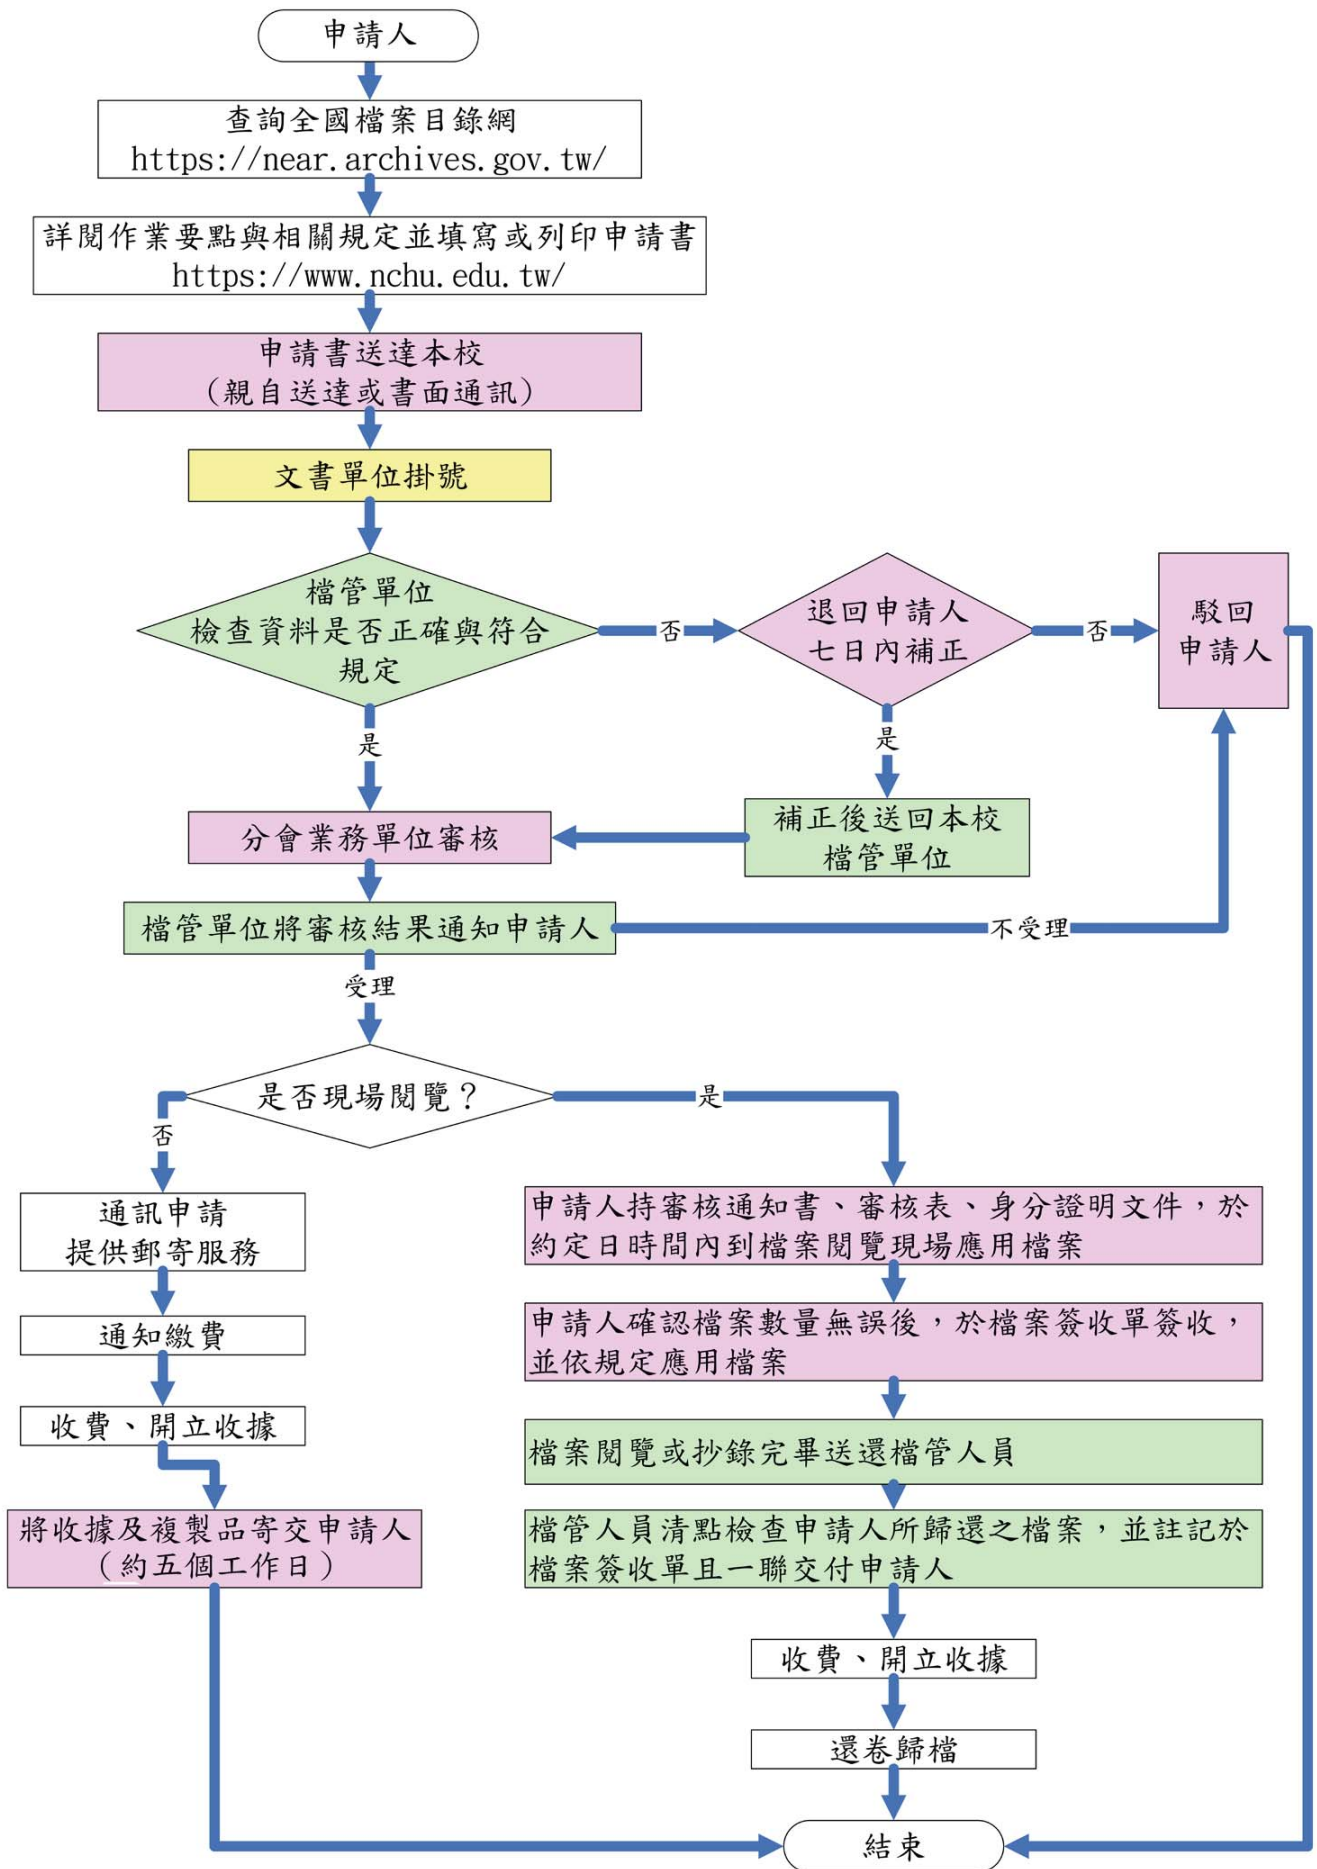 申請人
查詢全國檔案目錄網
https://near.archives.gov.tw/
詳閱作業要點與相關規定並填寫或列印申請書
https://www.nchu.edu.tw/
申請書送達本校
（親自送達或書面通訊）
文書單位掛號
檔管單位
檢查資料是否正確與符合
規定
否
退回申請人
七日內補正
否
駁回
申請人
是
是
補正後送回本校
檔管單位
分會業務單位審核
檔管單位將審核結果通知申請人
不受理
受理
是否現場閱覽？
是
否
通訊申請
提供郵寄服務
通知繳費
收費、開立收據
將收據及複製品寄交申請人
（約五個工作日）
申請人持審核通知書、審核表、身分證明文件，於
約定日時間內到檔案閱覽現場應用檔案
申請人確認檔案數量無誤後，於檔案簽收單簽收，
並依規定應用檔案
檔案閱覽或抄錄完畢送還檔管人員
檔管人員清點檢查申請人所歸還之檔案，並註記於
檔案簽收單且一聯交付申請人
收費、開立收據
還卷歸檔
結束